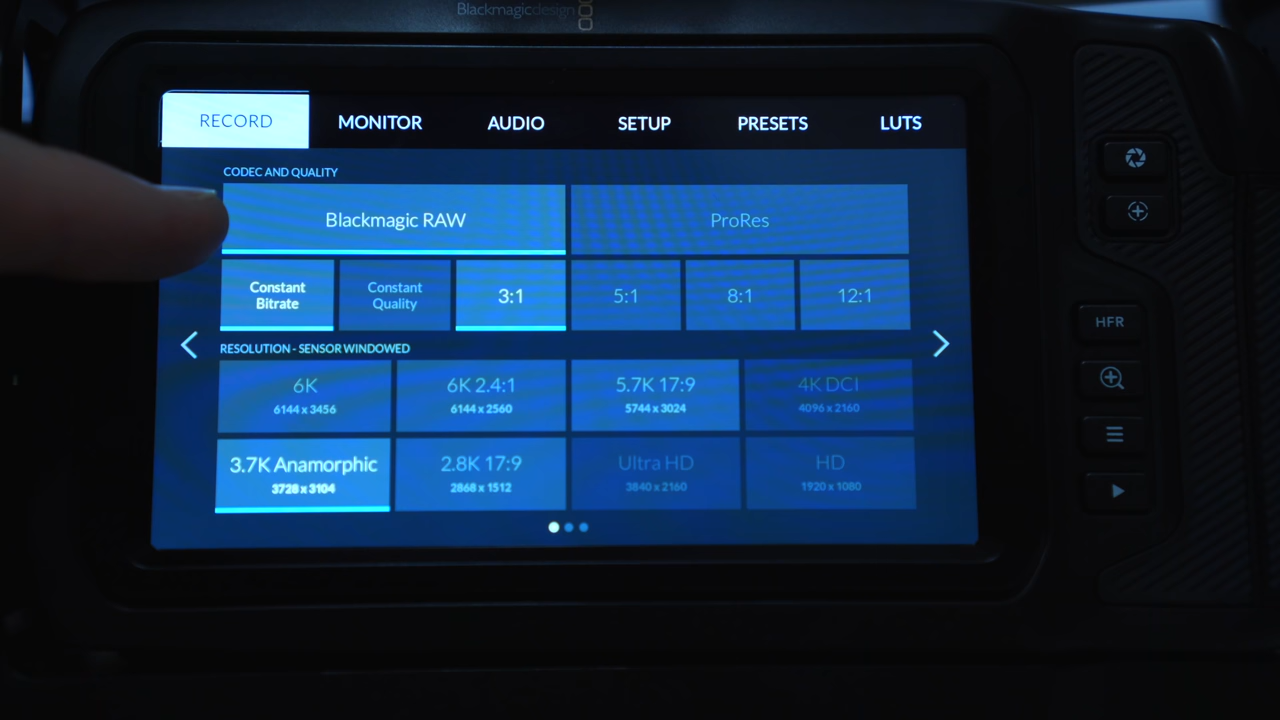 Blackmagicdesign
RECORD MONITOR AUDIO SETUP PRESETS LUTS
CODEC AND QUALITY
Blackmagic RAW ProRes
Constant Bitrate Constant Quality 3:1 5:1 8:1 12:1
RESOLUTION - SENSOR WINDOWED
6K 6K 2.4:1 5.7K 17:9 4K DCI
6144 x 3456 6144 x 2560 5744 x 3024 4096 x 2160
3.7K Anamorphic 2.8K 17:9 Ultra HD HD
3728 x 3104 2868 x 1512 3840 x 2160 1920 x 1080
HFR